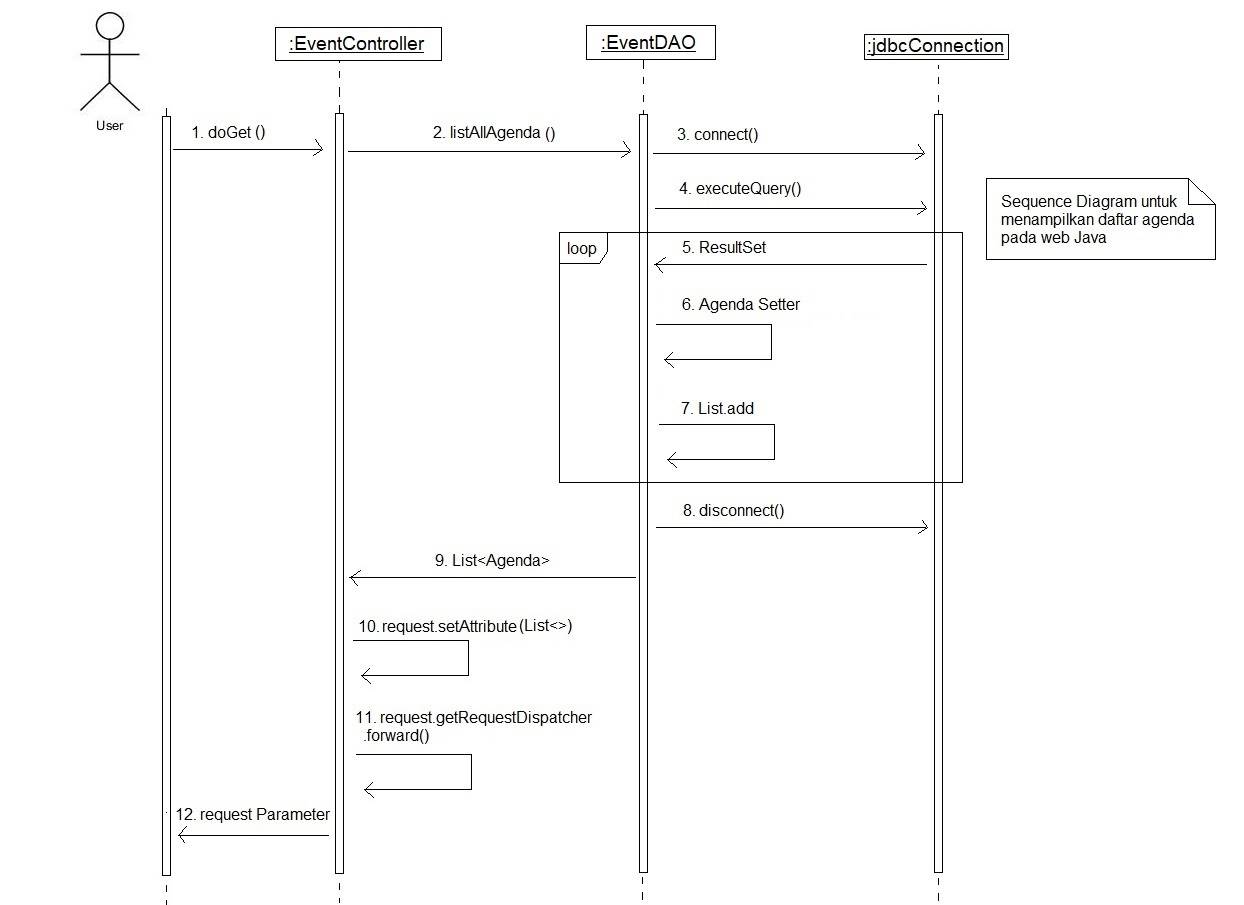 :EventController
:EventDAO
:jdbcConnection
User
1. doGet ()
2. listAllAgenda ()
3. connect()
4. executeQuery()
Sequence Diagram untuk
menampilkan daftar agenda
pada web Java
loop
5. ResultSet
6. Agenda Setter
7. List.add
8. disconnect()
9. List<Agenda>
10. request.setAttribute (List<>)
11. request.getRequestDispatcher
.forward()
12. request Parameter